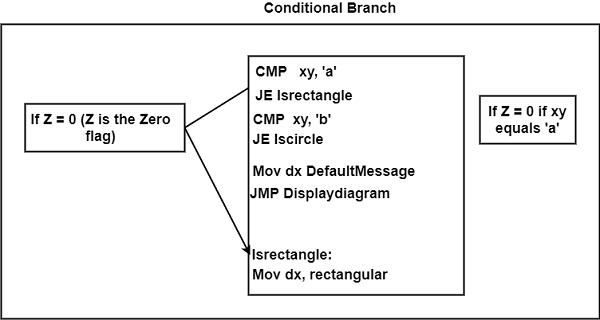 Conditional Branch
If Z = 0 (Z is the Zero
flag)
CMP xy, 'a'
JE Isrectangle
CMP xy, 'b'
JE Iscircle
Mov dx DefaultMessage
JMP Displaydiagram
Isrectangle:
Mov dx, rectangular
If Z = 0 if xy
equals 'a'